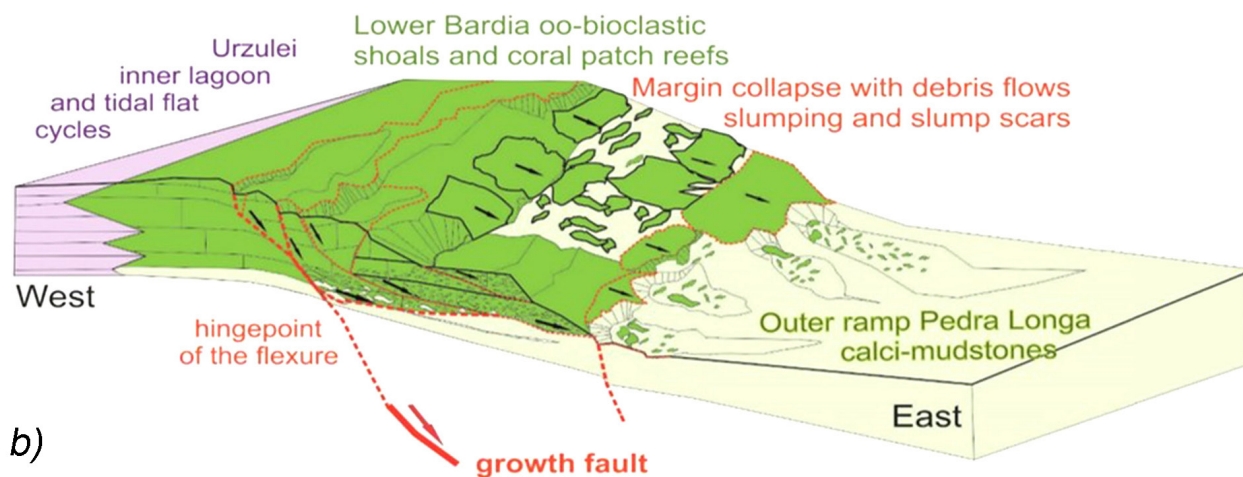 Urzulei
inner lagoon
and tidal flat
cycles
Lower Bardia oo-bioclastic
shoals and coral patch reefs
Margin collapse with debris flows
slumping and slump scars
West
hingepoint
of the flexure
Outer ramp Pedra Longa
calci-mudstones
East
growth fault
b)